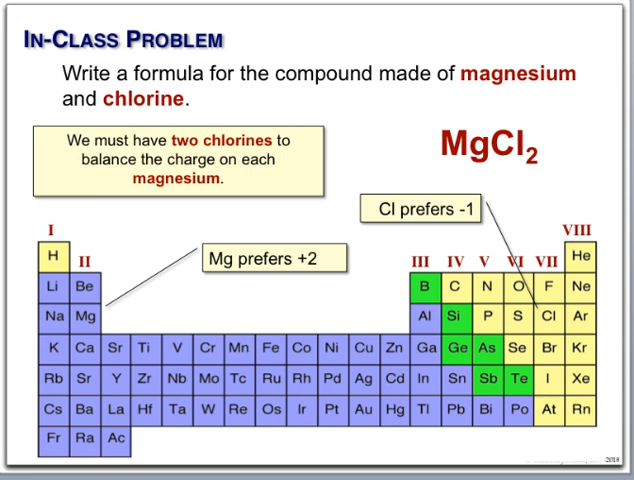 IN-CLASS PROBLEM
Write a formula for the compound made of magnesium
and chlorine.
We must have two chlorines to
balance the charge on each
magnesium.
MgCl2
Cl prefers -1
Mg prefers +2
I
II
III IV V VI VII
VIII
H He
Li Be B C N O F Ne
Na Mg Al Si P S Cl Ar
K Ca Sr Ti V Cr Mn Fe Co Ni Cu Zn Ga Ge As Se Br Kr
Rb Sr Y Zr Nb Mo Tc Ru Rh Pd Ag Cd In Sn Sb Te I Xe
Cs Ba La Hf Ta W Re Os Ir Pt Au Hg Tl Pb Bi Po At Rn
Fr Ra Ac